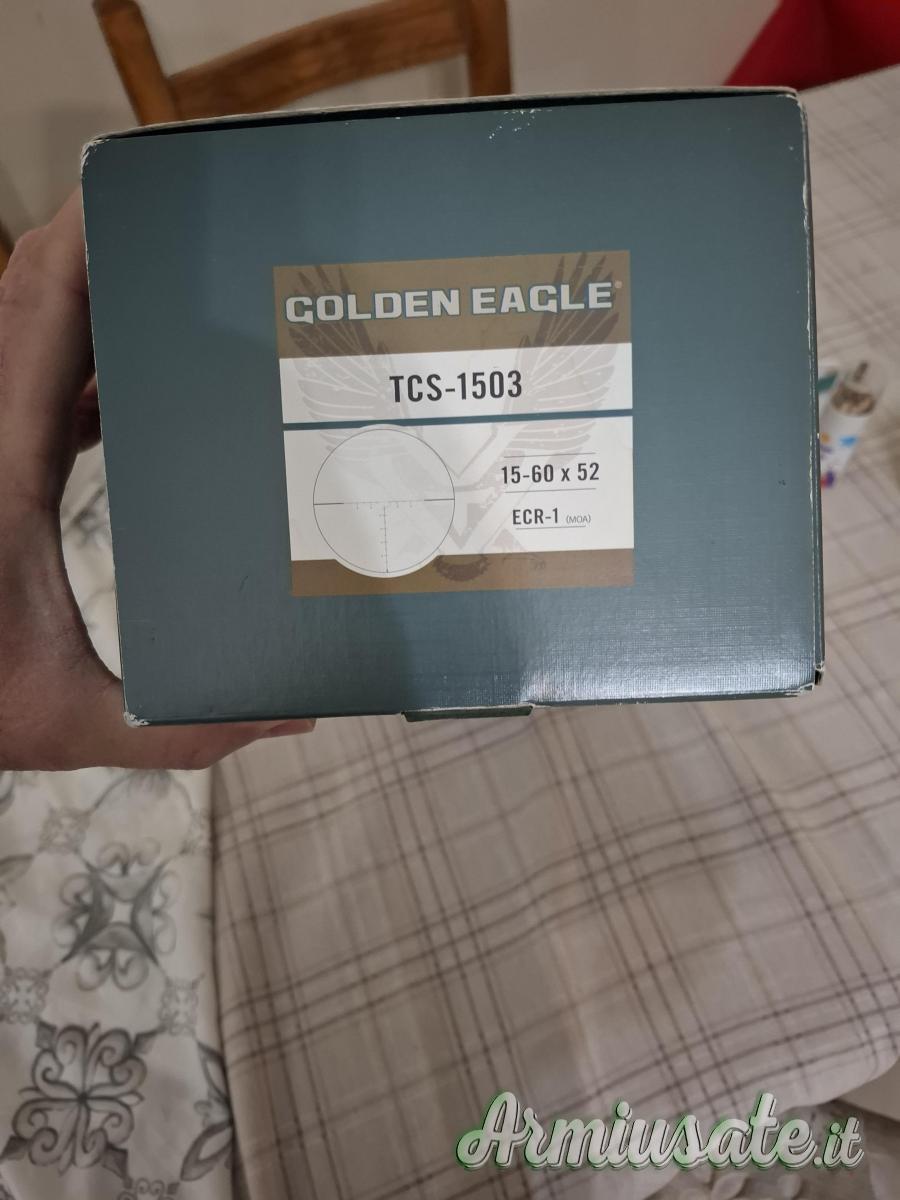 GOLDEN EAGLE®
TCS-1503
15-60 x 52
ECR-1 (MOA)
Armiusate.it